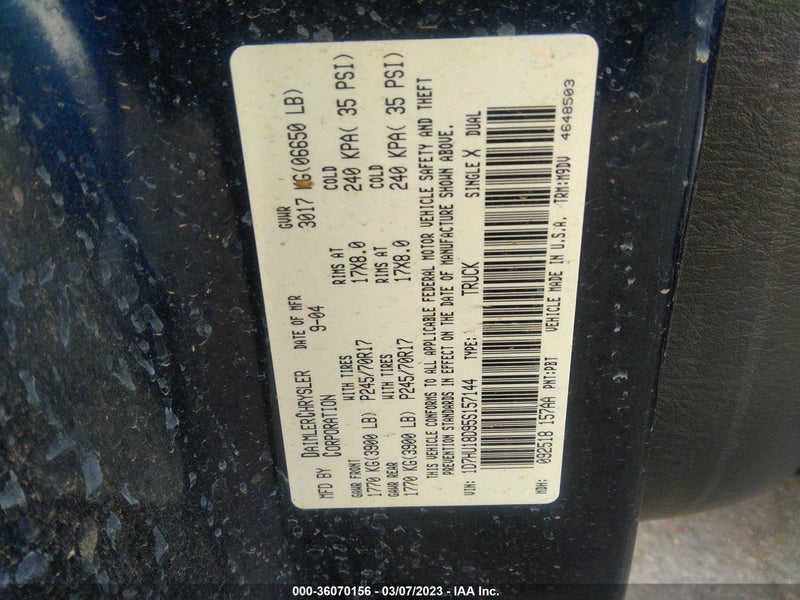 MFD BY DAIMLERCHRYSLER CORPORATION DATE OF MFR 9-04 GVWR 3017 KG(06650 LB)
GAWR FRONT WITH TIRES RIMS AT COLD
1770 KG(3900 LB) P245/70R17 17X8.0 240 KPA( 35 PSI)
GAWR REAR WITH TIRES RIMS AT COLD
1770 KG(3900 LB) P245/70R17 17X8.0 240 KPA( 35 PSI)
THIS VEHICLE CONFORMS TO ALL APPLICABLE FEDERAL MOTOR VEHICLE SAFETY AND THEFT
PREVENTION STANDARDS IN EFFECT ON THE DATE OF MANUFACTURE SHOWN ABOVE.
VIN: 1D7HU18D95S157144 TYPE: TRUCK SINGLE X DUAL
MDH: 092518 157AA PNT:PBT VEHICLE MADE IN U.S.A. TRM:M9DV
4648503
000-36070156 - 03/07/2023 - IAA Inc.